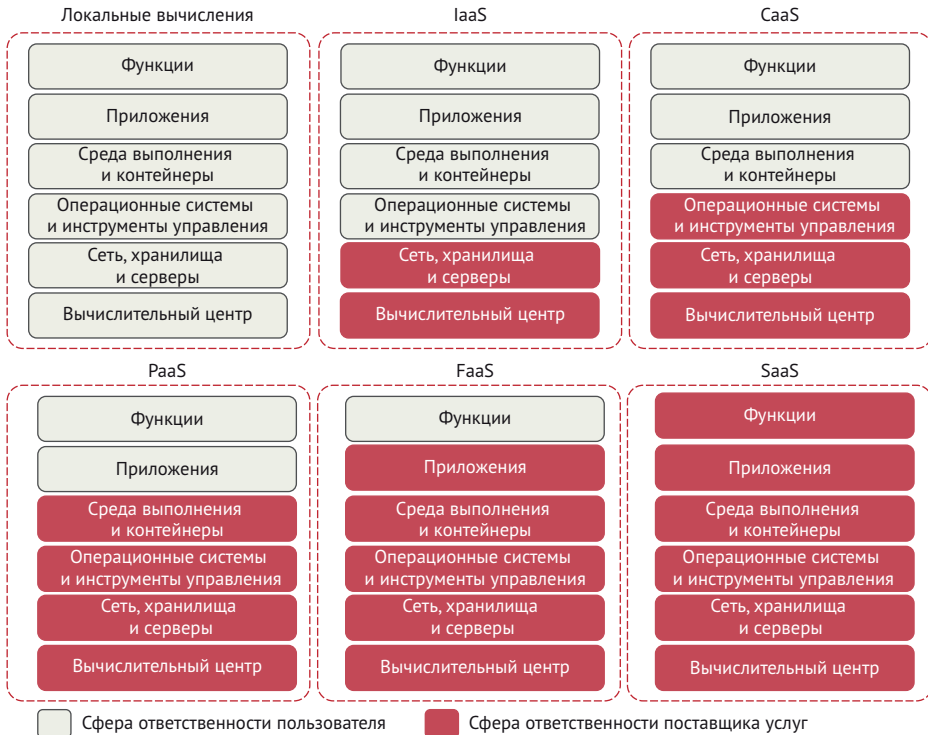 Локальные вычисления
Функции
Приложения
Среда выполнения
и контейнеры
Операционные системы
и инструменты управления
Сеть, хранилища
и серверы
Вычислительный центр
IaaS
Функции
Приложения
Среда выполнения
и контейнеры
Операционные системы
и инструменты управления
Сеть, хранилища
и серверы
Вычислительный центр
CaaS
Функции
Приложения
Среда выполнения
и контейнеры
Операционные системы
и инструменты управления
Сеть, хранилища
и серверы
Вычислительный центр
PaaS
Функции
Приложения
Среда выполнения
и контейнеры
Операционные системы
и инструменты управления
Сеть, хранилища
и серверы
Вычислительный центр
FaaS
Функции
Приложения
Среда выполнения
и контейнеры
Операционные системы
и инструменты управления
Сеть, хранилища
и серверы
Вычислительный центр
SaaS
Функции
Приложения
Среда выполнения
и контейнеры
Операционные системы
и инструменты управления
Сеть, хранилища
и серверы
Вычислительный центр
Сфера ответственности пользователя
Сфера ответственности поставщика услуг